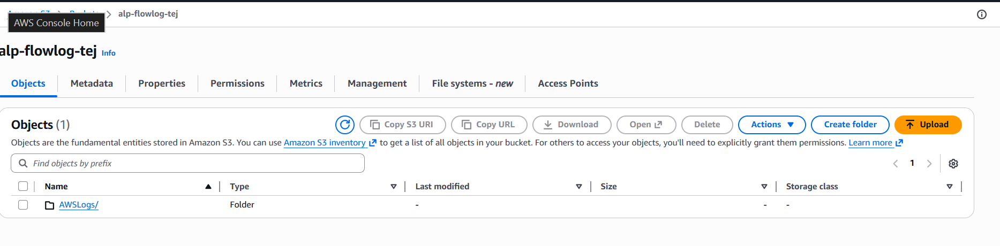 alp-flowlog-tej
AWS Console Home
alp-flowlog-tej Info
Objects Metadata Properties Permissions Metrics Management File systems - new Access Points
Objects (1) Copy S3 URI Copy URL Download Open Delete Actions Create folder Upload
Objects are the fundamental entities stored in Amazon S3. You can use Amazon S3 inventory to get a list of all objects in your bucket. For others to access your objects, you'll need to explicitly grant them permissions. Learn more
Find objects by prefix 1
Name Type Last modified Size Storage class
AWSLogs/ Folder - - -